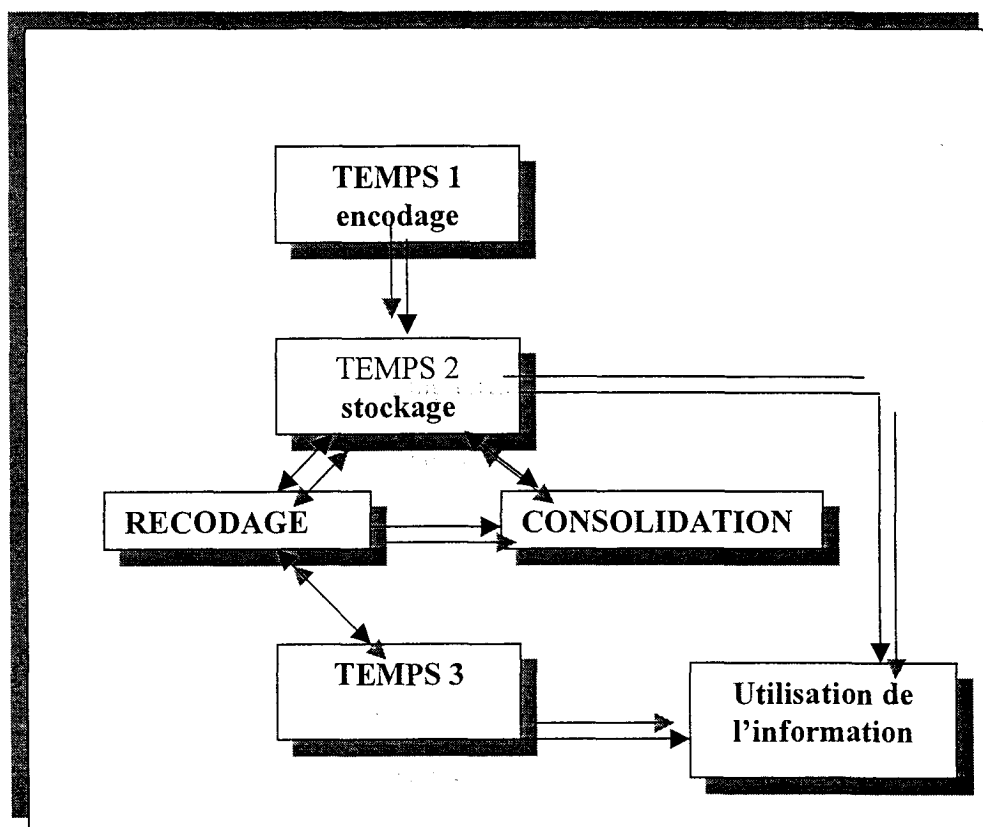 TEMPS 1
encodage
TEMPS 2
stockage
RECODAGE
CONSOLIDATION
TEMPS 3
Utilisation de
l'information